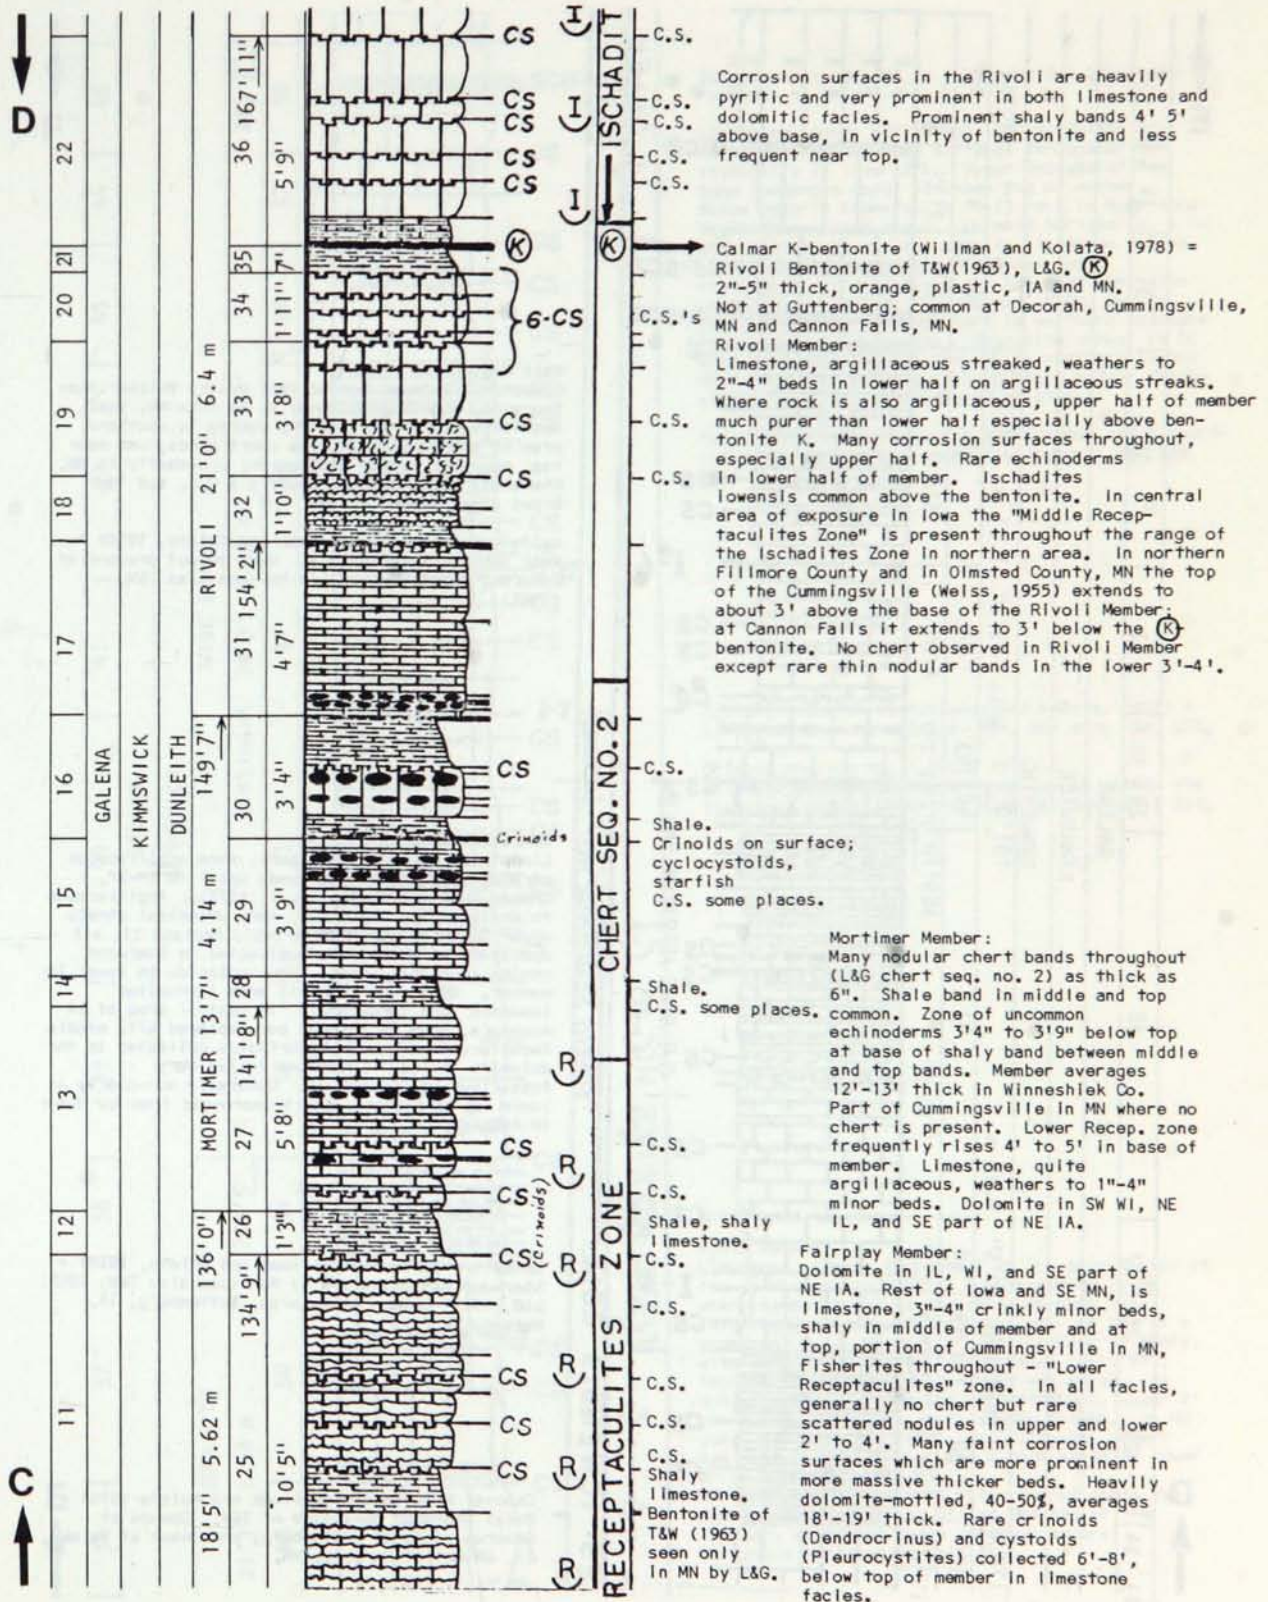 D
C
22
21
20
19
18
17
16
15
14
13
12
11
GALENA
KIMMSWICK
DUNLEITH
RIVOLI 21'0" 6.4 m
MORTIMER 13'7" 4.14 m
18'5" 5.62 m
167'11"
154'2"
149'7"
141'8"
136'0"
134'9"
36
35
34
33
32
31
30
29
28
27
26
25
5'9"
7"
1'11"
3'8"
1'10"
4'7"
3'4"
3'9"
5'8"
1'3"
10'5"
I
CS
CS
I
CS
CS
CS
I
K
6-CS
CS
CS
CS
Crinoids
R
CS
R
CS
(Crinoids)
CS
R
R
CS
CS
CS
R
R
ISCHADIT
K
CHERT SEQ. NO. 2
RECEPTACULITES ZONE
C.S.
C.S.
C.S.
C.S.
C.S.
C.S.'s
C.S.
C.S.
C.S.
Shale.
Crinoids on surface;
cyclocystoids,
starfish
C.S. some places.
Shale.
C.S. some places.
C.S.
C.S.
Shale, shaly
limestone.
C.S.
C.S.
C.S.
C.S.
C.S.
Shaly
limestone.
Bentonite of
T&W (1963)
seen only
in MN by L&G.
Corrosion surfaces in the Rivoli are heavily
pyritic and very prominent in both limestone and
dolomitic facies. Prominent shaly bands 4' 5'
above base, in vicinity of bentonite and less
frequent near top.
Calmar K-bentonite (Willman and Kolata, 1978) =
Rivoli Bentonite of T&W(1963), L&G. K
2"-5" thick, orange, plastic, IA and MN.
Not at Guttenberg; common at Decorah, Cummingsville,
MN and Cannon Falls, MN.
Rivoli Member:
Limestone, argillaceous streaked, weathers to
2"-4" beds in lower half on argillaceous streaks.
Where rock is also argillaceous, upper half of member
much purer than lower half especially above ben-
tonite K. Many corrosion surfaces throughout,
especially upper half. Rare echinoderms
in lower half of member. Ischadites
iowensis common above the bentonite. In central
area of exposure in Iowa the "Middle Recep-
taculites Zone" is present throughout the range of
the Ischadites Zone in northern area. In northern
Fillmore County and in Olmsted County, MN the top
of the Cummingsville (Weiss, 1955) extends to
about 3' above the base of the Rivoli Member;
at Cannon Falls it extends to 3' below the K
bentonite. No chert observed in Rivoli Member
except rare thin nodular bands in the lower 3'-4'.
Mortimer Member:
Many nodular chert bands throughout
(L&G chert seq. no. 2) as thick as
6". Shale band in middle and top
common. Zone of uncommon
echinoderms 3'4" to 3'9" below top
at base of shaly band between middle
and top bands. Member averages
12'-13' thick in Winneshiek Co.
Part of Cummingsville in MN where no
chert is present. Lower Recep. zone
frequently rises 4' to 5' in base of
member. Limestone, quite
argillaceous, weathers to 1"-4"
minor beds. Dolomite in SW WI, NE
IL, and SE part of NE IA.
Fairplay Member:
Dolomite in IL, WI, and SE part of
NE IA. Rest of Iowa and SE MN, is
limestone, 3"-4" crinkly minor beds,
shaly in middle of member and at
top, portion of Cummingsville in MN,
Fisherites throughout - "Lower
Receptaculites" zone. In all facies,
generally no chert but rare
scattered nodules in upper and lower
2' to 4'. Many faint corrosion
surfaces which are more prominent in
more massive thicker beds. Heavily
dolomite-mottled, 40-50%, averages
18'-19' thick. Rare crinoids
(Dendrocrinus) and cystoids
(Pleurocystites) collected 6'-8',
below top of member in limestone
facies.